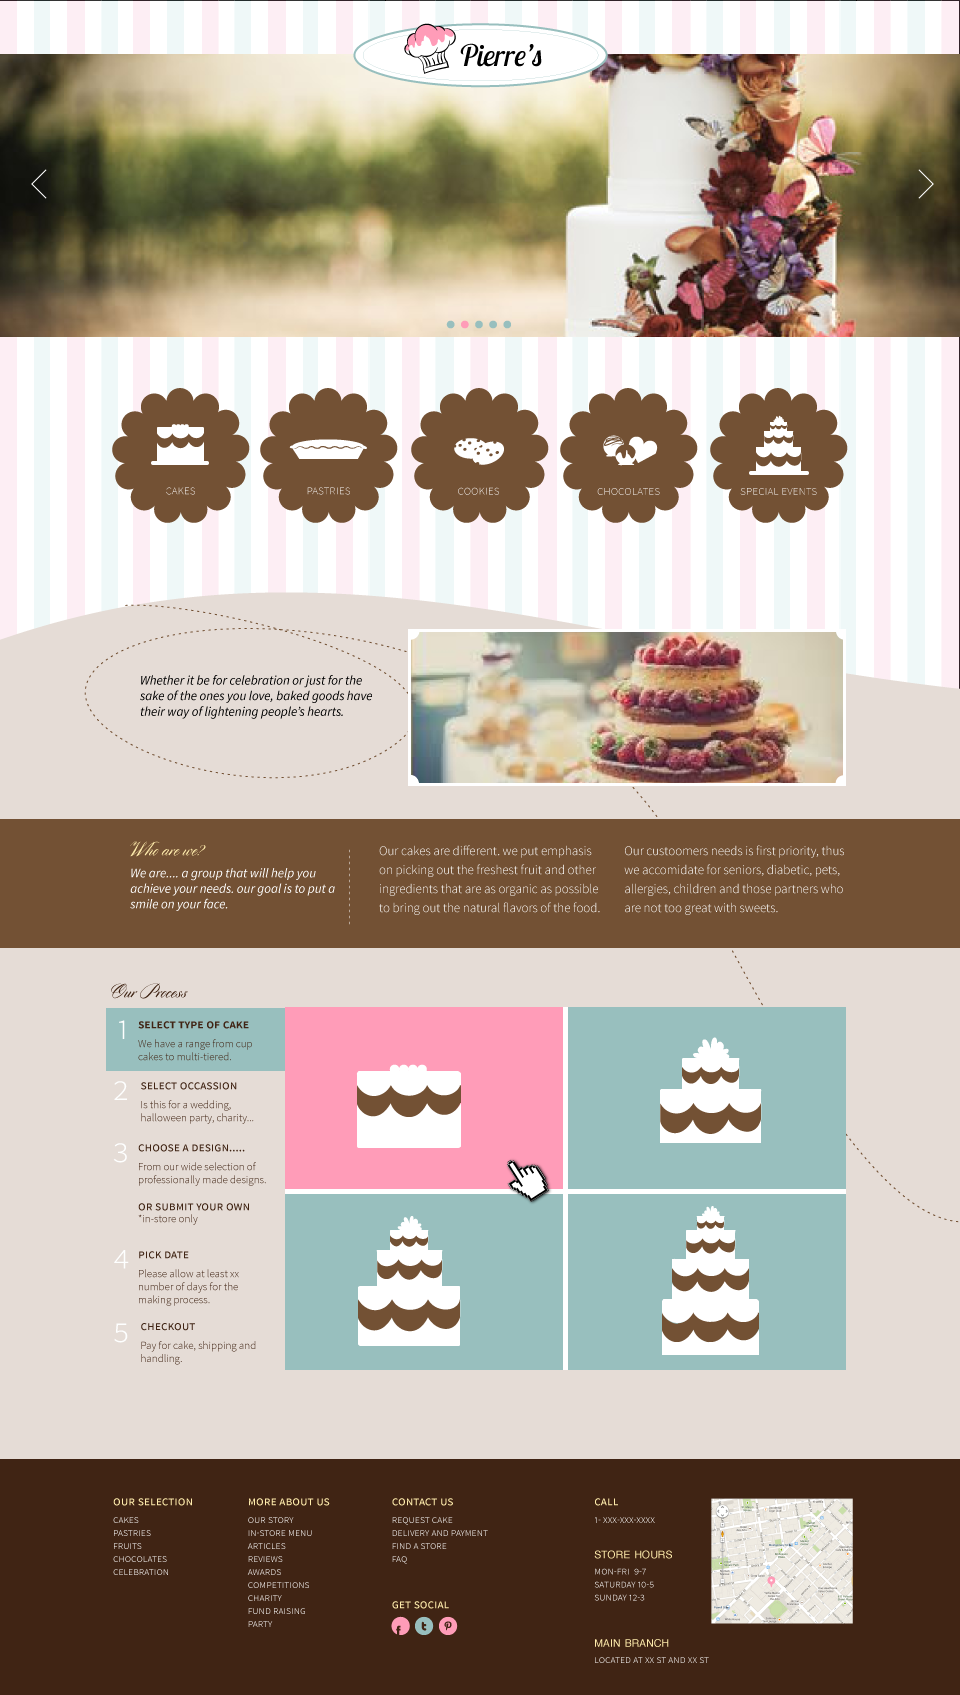 Pierre's
CAKES
PASTRIES
COOKIES
CHOCOLATES
SPECIAL EVENTS
Whether it be for celebration or just for the
sake of the ones you love, baked goods have
their way of lightening people's hearts.
Who are we?
We are.... a group that will help you
achieve your needs. our goal is to put a
smile on your face.
Our cakes are different. we put emphasis
on picking out the freshest fruit and other
ingredients that are as organic as possible
to bring out the natural flavors of the food.
Our custoomers needs is first priority, thus
we accomidate for seniors, diabetic, pets,
allergies, children and those partners who
are not too great with sweets.
Our Process
1 SELECT TYPE OF CAKE
We have a range from cup
cakes to multi-tiered.
2 SELECT OCCASSION
Is this for a wedding,
halloween party, charity...
3 CHOOSE A DESIGN.....
From our wide selection of
professionally made designs.
OR SUBMIT YOUR OWN
*in-store only
4 PICK DATE
Please allow at least xx
number of days for the
making process.
5 CHECKOUT
Pay for cake, shipping and
handling.
OUR SELECTION
CAKES
PASTRIES
FRUITS
CHOCOLATES
CELEBRATION
MORE ABOUT US
OUR STORY
IN-STORE MENU
ARTICLES
REVIEWS
AWARDS
COMPETITIONS
CHARITY
FUND RAISING
PARTY
CONTACT US
REQUEST CAKE
DELIVERY AND PAYMENT
FIND A STORE
FAQ
GET SOCIAL
CALL
1- XXX-XXX-XXXX
STORE HOURS
MON-FRI 9-7
SATURDAY 10-5
SUNDAY 12-3
MAIN BRANCH
LOCATED AT XX ST AND XX ST